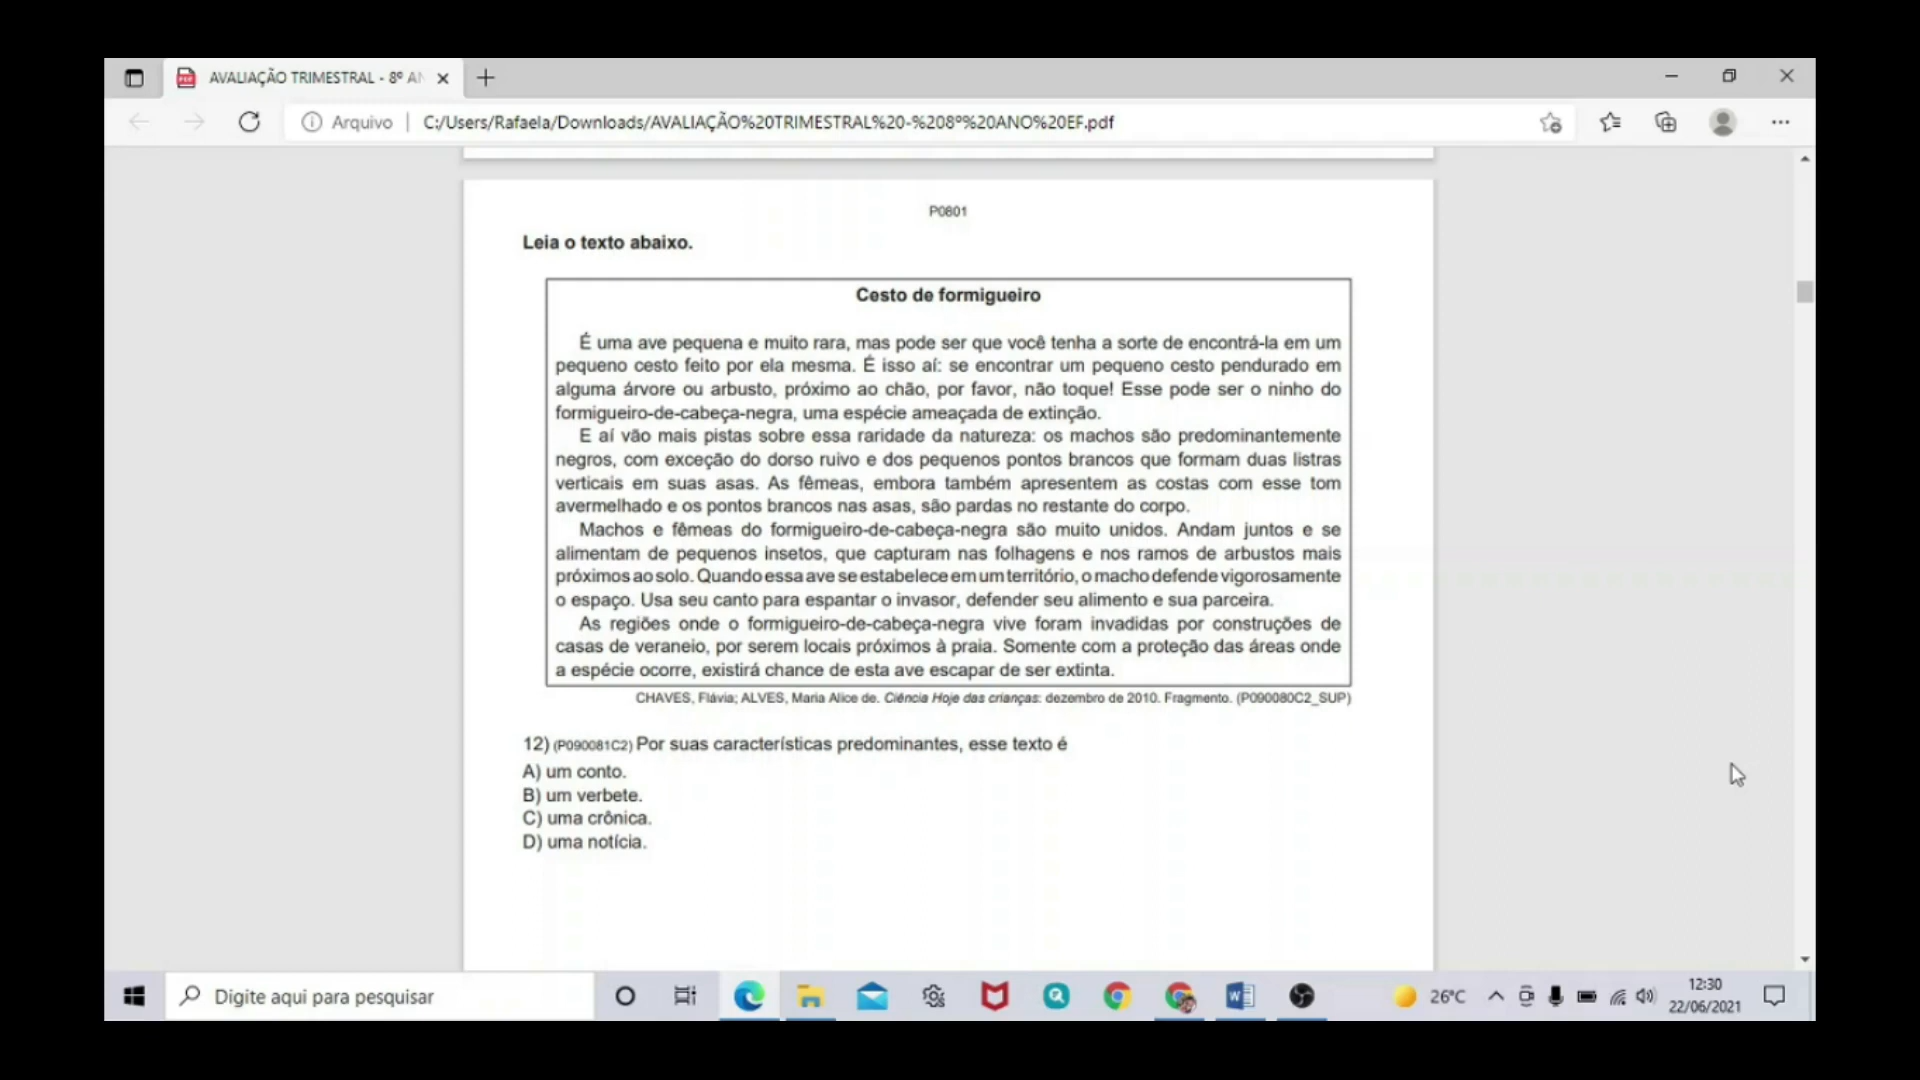 AVALIAÇÃO TRIMESTRAL - 8º AN
Arquivo | C:/Users/Rafaela/Downloads/AVALIAÇÃO%20TRIMESTRAL%20-%208º%20ANO%20EF.pdf
P0801
Leia o texto abaixo.
Cesto de formigueiro
É uma ave pequena e muito rara, mas pode ser que você tenha a sorte de encontrá-la em um
pequeno cesto feito por ela mesma. É isso aí: se encontrar um pequeno cesto pendurado em
alguma árvore ou arbusto, próximo ao chão, por favor, não toque! Esse pode ser o ninho do
formigueiro-de-cabeça-negra, uma espécie ameaçada de extinção.
E aí vão mais pistas sobre essa raridade da natureza: os machos são predominantemente
negros, com exceção do dorso ruivo e dos pequenos pontos brancos que formam duas listras
verticais em suas asas. As fêmeas, embora também apresentem as costas com esse tom
avermelhado e os pontos brancos nas asas, são pardas no restante do corpo.
Machos e fêmeas do formigueiro-de-cabeça-negra são muito unidos. Andam juntos e se
alimentam de pequenos insetos, que capturam nas folhagens e nos ramos de arbustos mais
próximos ao solo. Quando essa ave se estabelece em um território, o macho defende vigorosamente
o espaço. Usa seu canto para espantar o invasor, defender seu alimento e sua parceira.
As regiões onde o formigueiro-de-cabeça-negra vive foram invadidas por construções de
casas de veraneio, por serem locais próximos à praia. Somente com a proteção das áreas onde
a espécie ocorre, existirá chance de esta ave escapar de ser extinta.
CHAVES, Flávia; ALVES, Maria Alice de. Ciência Hoje das crianças: dezembro de 2010. Fragmento. (P090080C2_SUP)
12) (P090081C2) Por suas características predominantes, esse texto é
A) um conto.
B) um verbete.
C) uma crônica.
D) uma notícia.
Digite aqui para pesquisar
26°C
12:30
22/06/2021